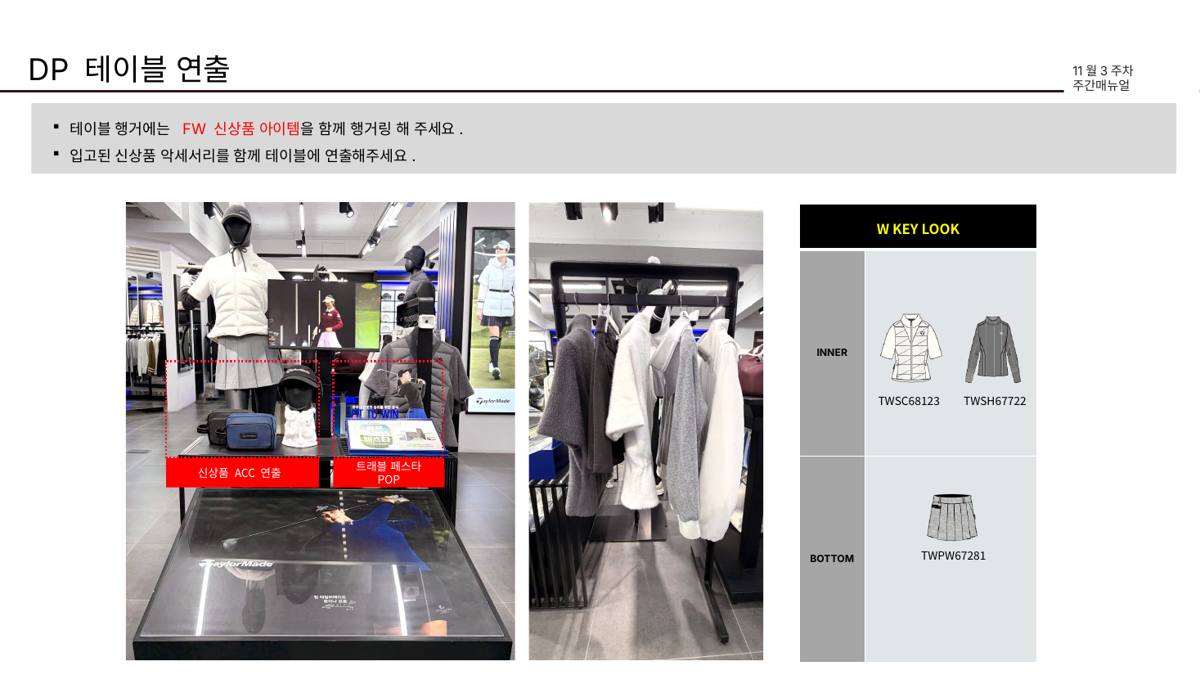 DP 테이블 연출
11 월 3 주차
주간매뉴얼
▪ 테이블 행거에는 FW 신상품 아이템을 함께 행거링 해 주세요 .
▪ 입고된 신상품 악세서리를 함께 테이블에 연출해주세요 .
W KEY LOOK
INNER
TWSC68123
TWSH67722
BOTTOM
TWPW67281
TaylorMade
신상품 ACC 연출
트래블 페스타
POP
TaylorMade